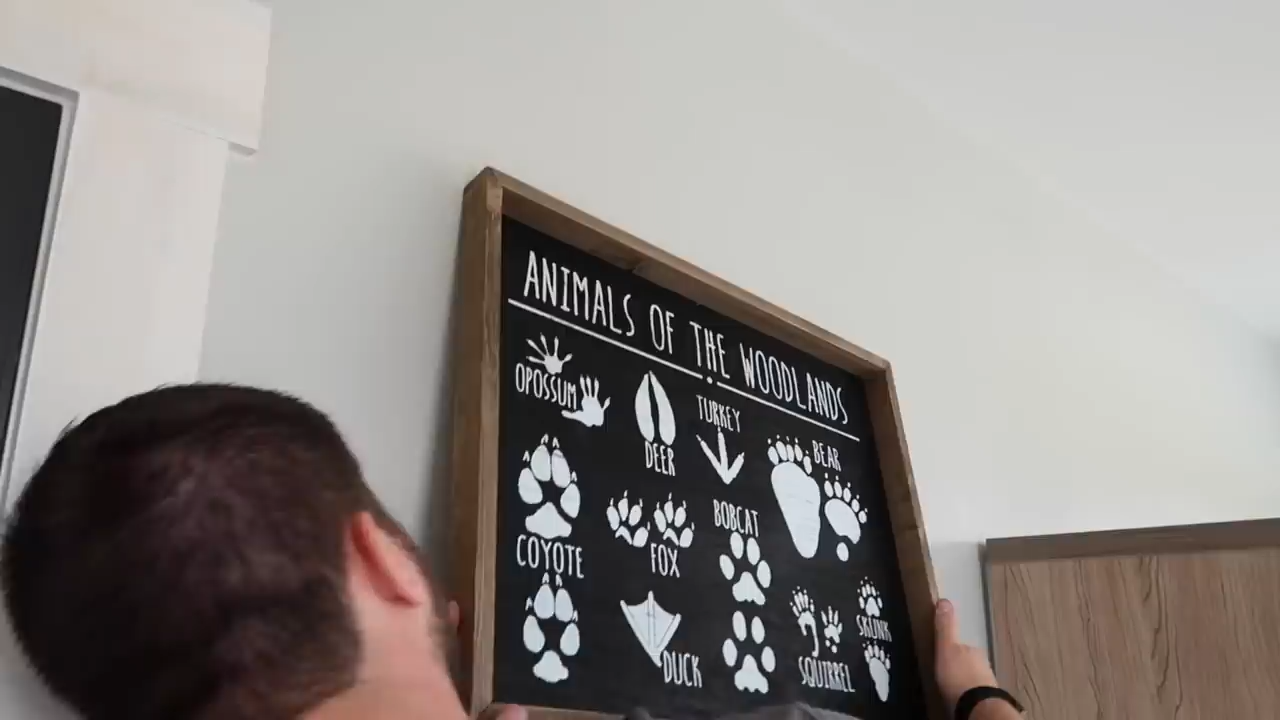 ANIMALS OF THE WOODLANDS
OPOSSUM
DEER
TURKEY
BEAR
COYOTE
FOX
BOBCAT
DUCK
SQUIRREL
SKUNK